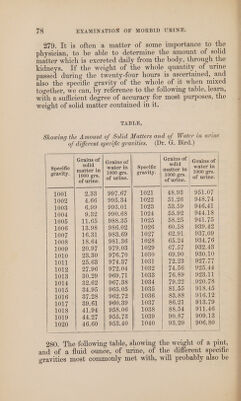 78 EXAMINATION OF MORBID URINE.
279. It is often a matter of some importance to the
physician, to be able to determine the amount of solid
matter which is excreted daily from the body, through the
kidneys. If the weight of the whole quantity of urine
passed during the twenty-four hours is ascertained, and
also the specific gravity of the whole of it when mixed
together, we can, by reference to the following table, learn,
with a sufficient degree of accuracy for most purposes, the
weight of solid matter contained in it.
TABLE,
Showing the Amount of Solid Matters and of Water in urine
of different specific gravities. (Dr. G. Bird.)
Specific gravity. Grains of solid matter in 1000 grs. of urine. Grains of water in 1000 grs. of urine. Specific gravity. Grains of solid matter in 1000 grs. of urine. Grains of water in 1000 grs. of urine.
1001 2.33 997.67 1021 48.93 951.07
1002 4.66 995.34 1022 51.26 948.74
1003 6.99 993.01 1023 53.59 946.41
1004 9.32 990.68 1024 55.92 944.18
1005 11.65 988.35 1025 58.25 941.75
1006 13.98 986.02 1026 60.58 939.42
1007 16.31 983.69 1027 62.91 937.09
1008 18.64 981.36 1028 65.24 934.76
1009 20.97 979.03 1029 67.57 932.43
1010 23.30 976.70 1030 69.90 930.10
1011 25.63 974.37 1031 72.23 927.77
1012 27.96 972.04 1032 74.56 925.44
1013 30.29 969.71 1033 76.89 923.11
1014 32.62 967.38 1034 79.22 920.78
1015 34.95 965.05 1035 81.55 918.45
1016 37.28 962.72 1036 83.88 916.12
1017 39.61 960.39 1037 86.21 913.79
1018 41.94 958.06 1038 88.54 911.46
1019 44.27 955.73 1039 90.87 909.13
1020 46.60 953.40 1040 93.20 906.80
280. The following table, showing the weight of a pint,
and of a fluid ounce, of urine, of the different specific
gravities most commonly met with, will probably also be